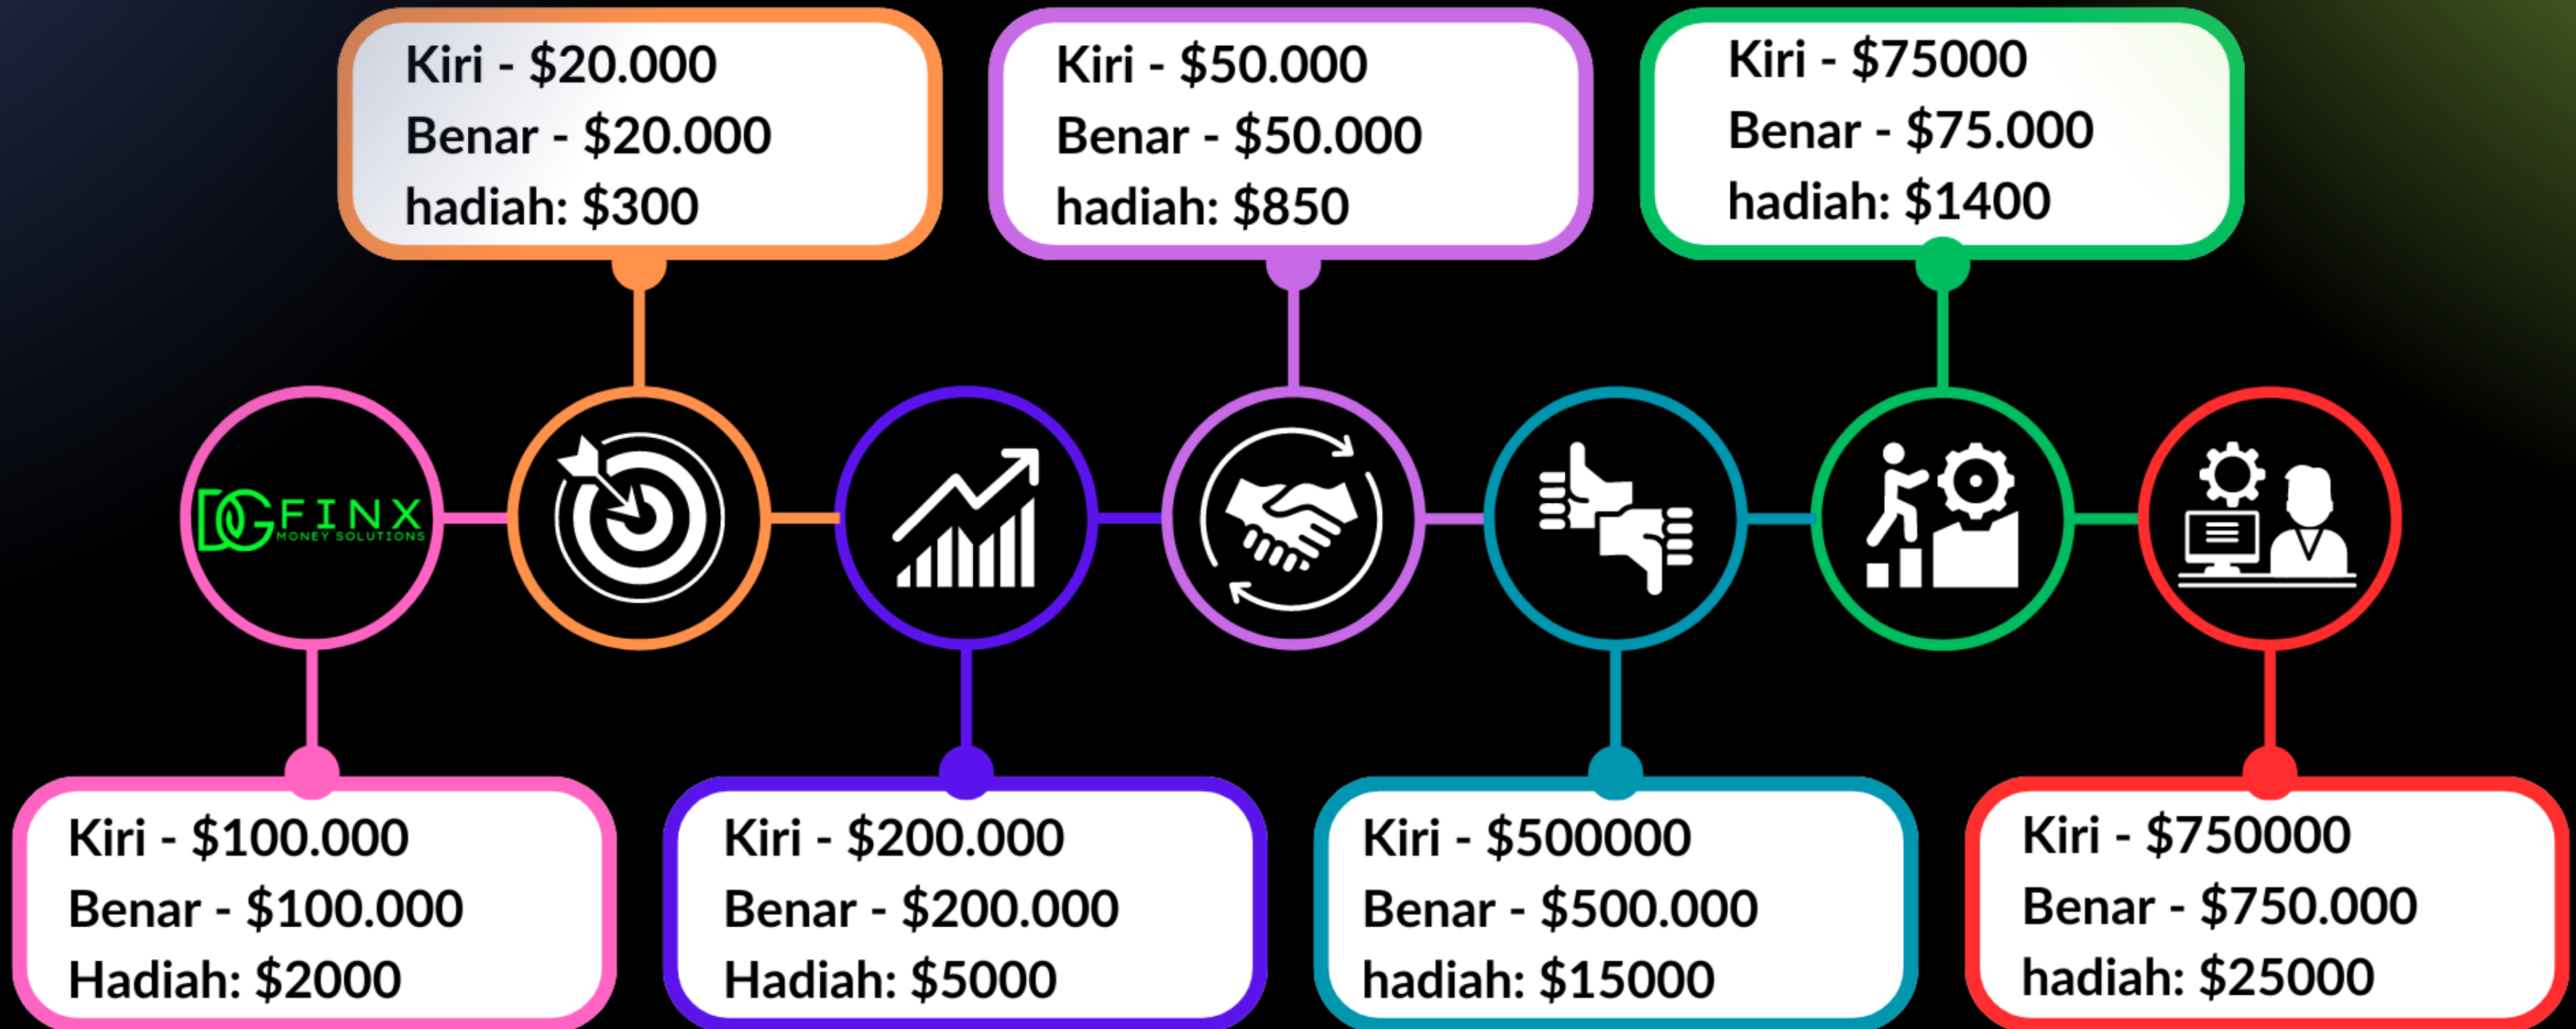 Kiri - $20.000
Benar - $20.000
hadiah: $300
Kiri - $50.000
Benar - $50.000
hadiah: $850
Kiri - $75000
Benar - $75.000
hadiah: $1400
DGFINX
MONEY SOLUTIONS
Kiri - $100.000
Benar - $100.000
Hadiah: $2000
Kiri - $200.000
Benar - $200.000
Hadiah: $5000
Kiri - $500000
Benar - $500.000
hadiah: $15000
Kiri - $750000
Benar - $750.000
hadiah: $25000